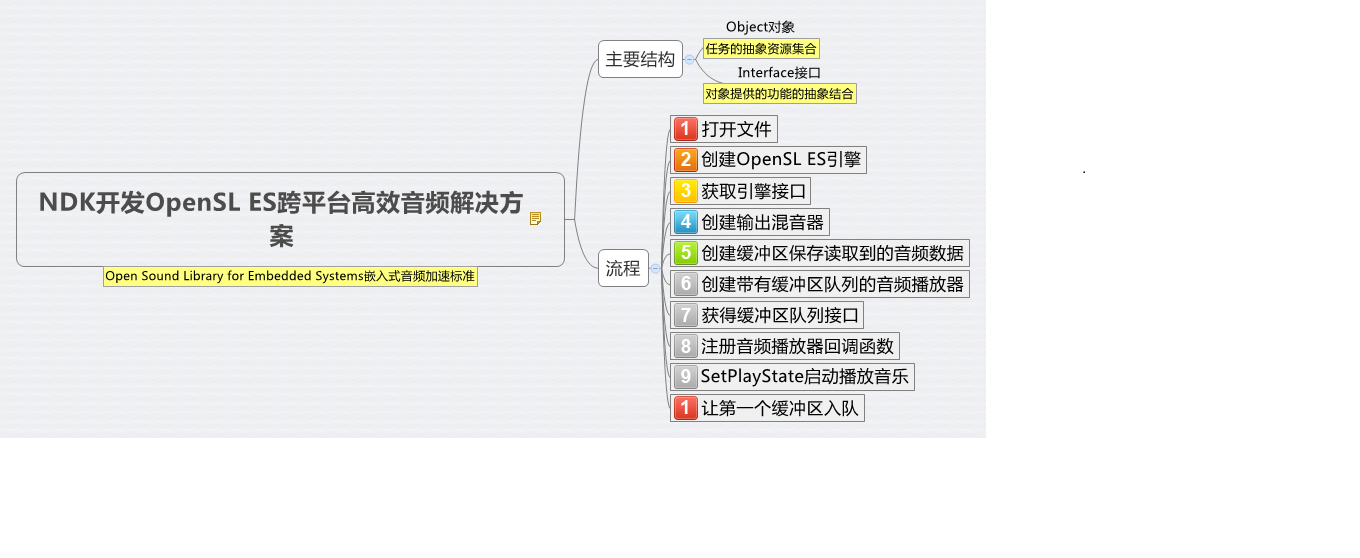 NDK开发OpenSL ES跨平台高效音频解决方
案
Open Sound Library for Embedded Systems嵌入式音频加速标准
主要结构
Object对象
任务的抽象资源集合
Interface接口
对象提供的功能的抽象结合
流程
1 打开文件
2 创建OpenSL ES引擎
3 获取引擎接口
4 创建输出混音器
5 创建缓冲区保存读取到的音频数据
6 创建带有缓冲区队列的音频播放器
7 获得缓冲区队列接口
8 注册音频播放器回调函数
9 SetPlayState启动播放音乐
1 让第一个缓冲区入队